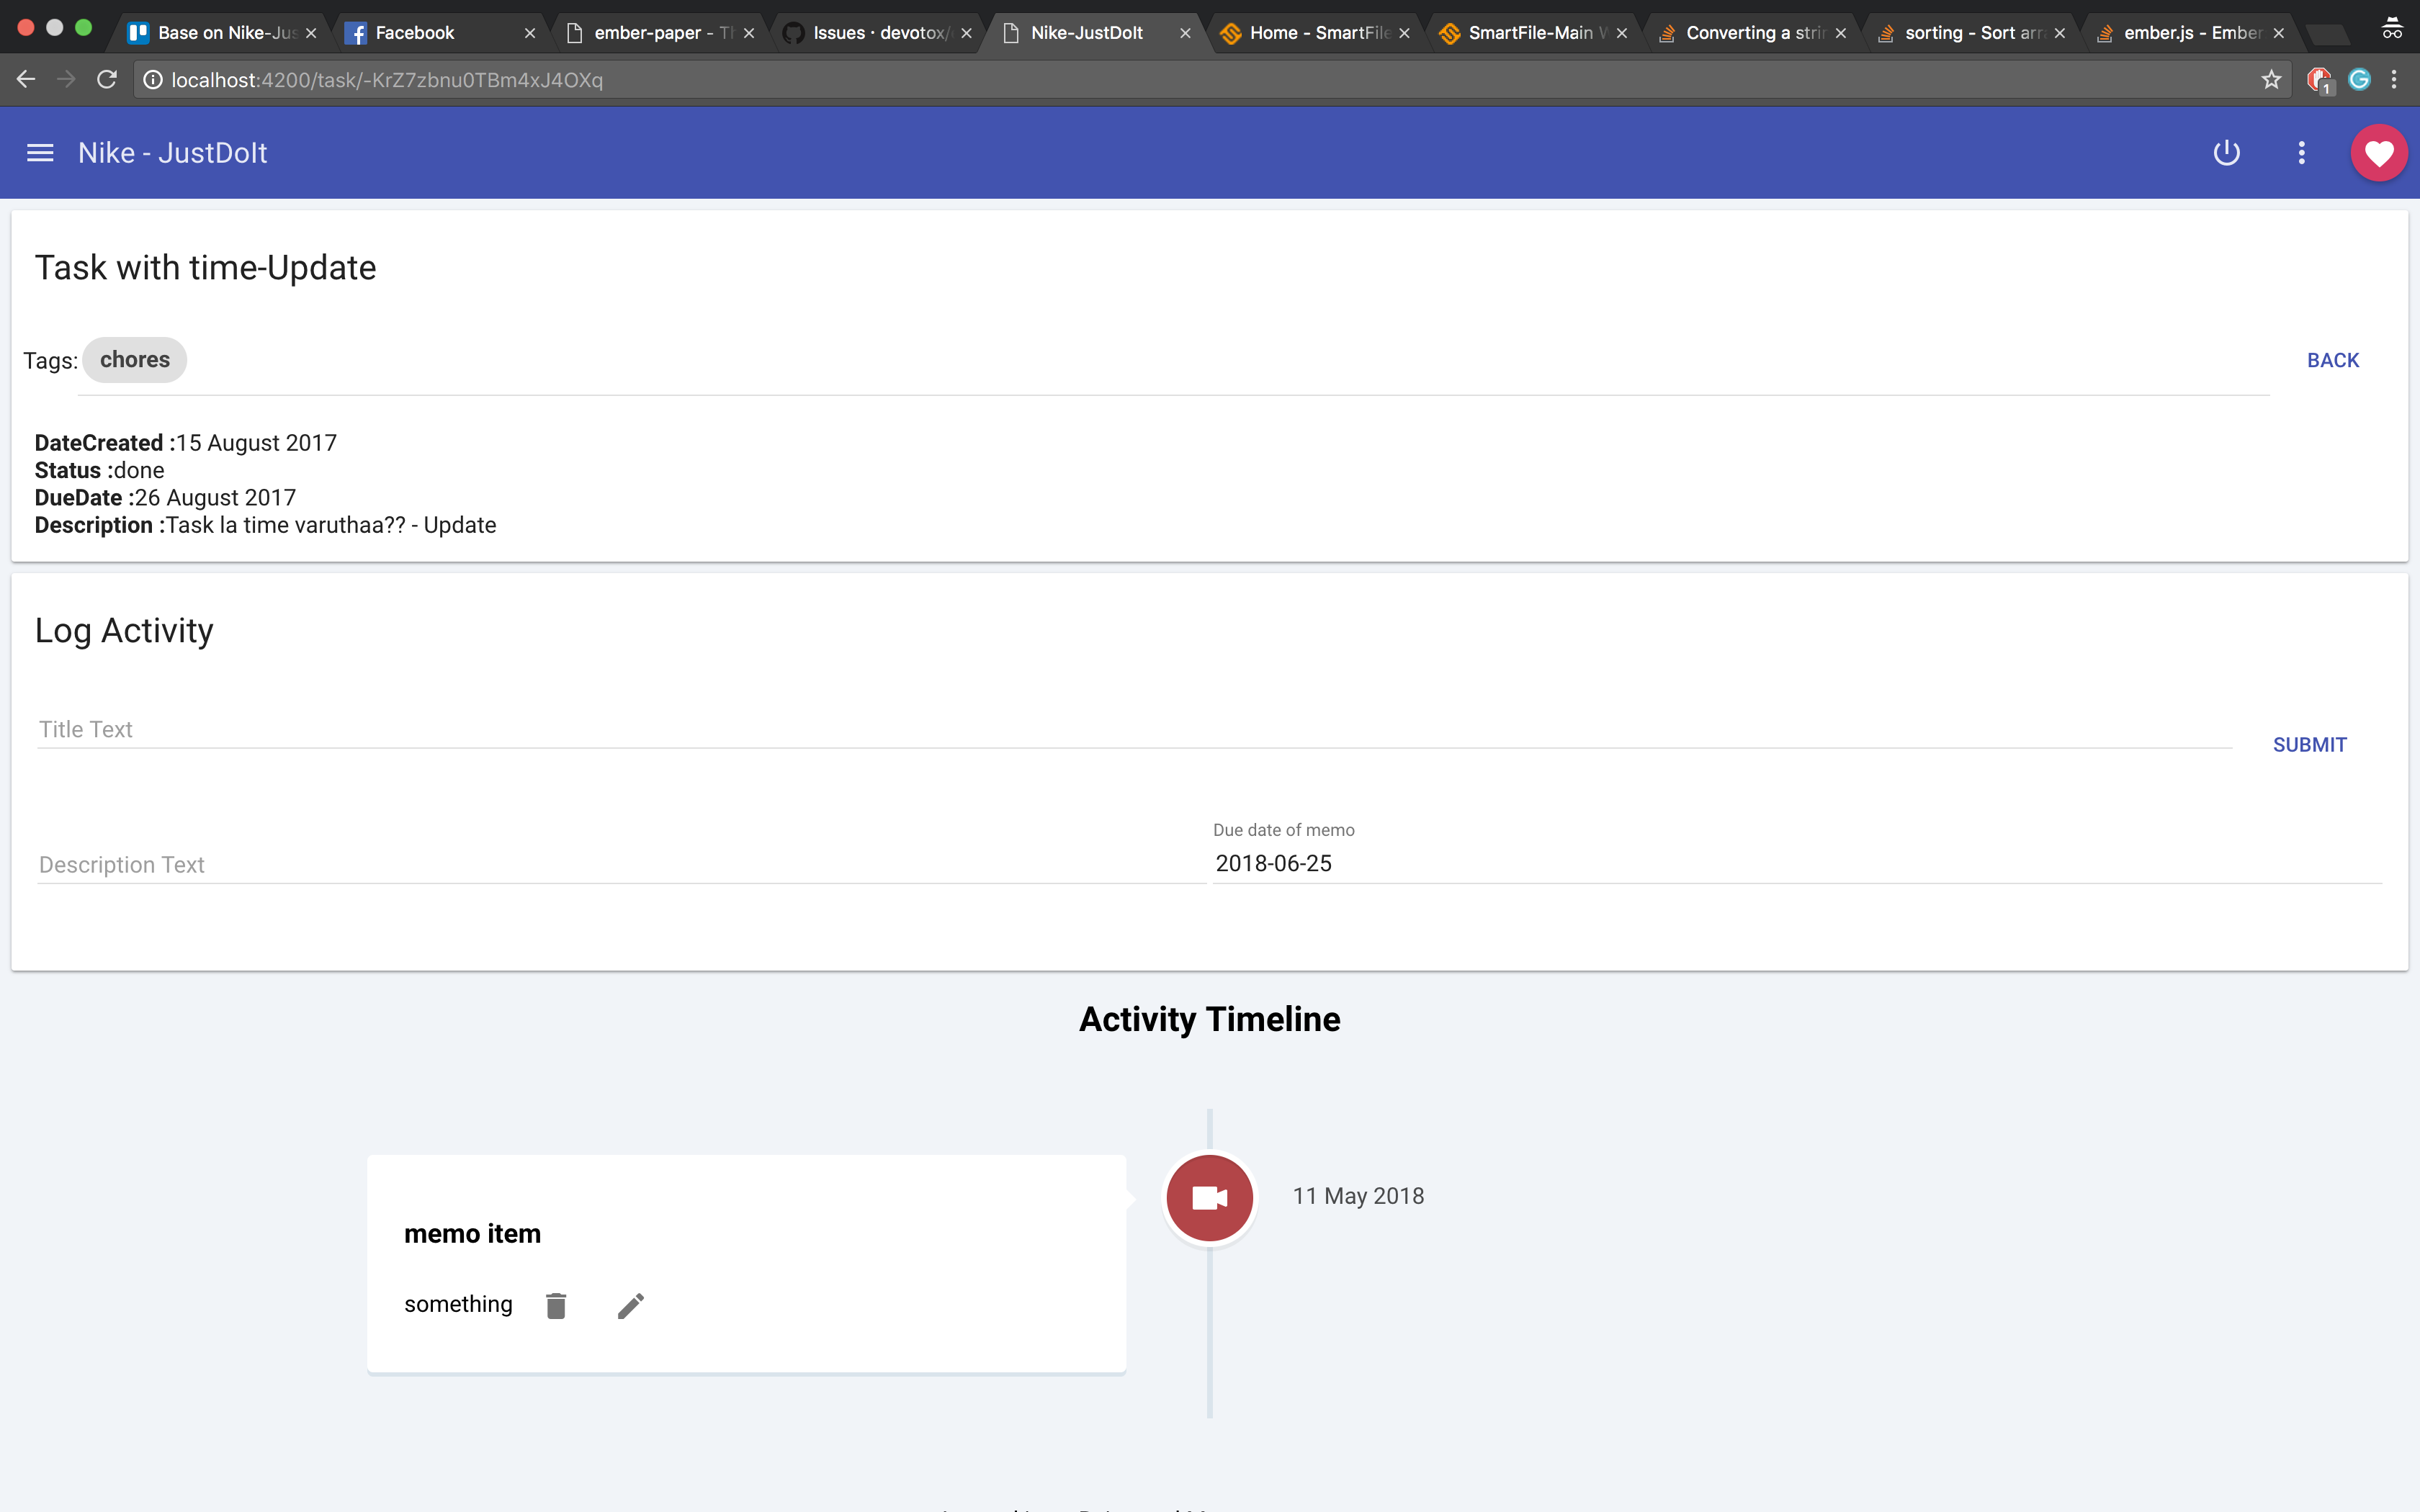 Base on Nike-Jus
Facebook
ember-paper - Th
Issues · devotox/
Nike-JustDoIt
Home - SmartFile
SmartFile-Main W
Converting a strin
sorting - Sort arra
ember.js - Ember
localhost:4200/task/-KrZ7zbnu0TBm4xJ4OXq
1
Nike - JustDoIt
Task with time-Update
Tags: chores
BACK
DateCreated :15 August 2017
Status :done
DueDate :26 August 2017
Description :Task la time varuthaa?? - Update
Log Activity
Title Text
SUBMIT
Due date of memo
Description Text
2018-06-25
Activity Timeline
11 May 2018
memo item
something